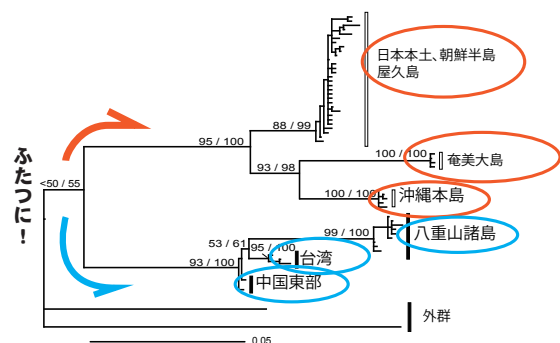 日本本土、朝鮮半島
屋久島
88 / 99
95 / 100
93 / 98
100 / 100
奄美大島
100 / 100
沖縄本島
ふたつに！
<50 / 55
99 / 100
八重山諸島
53 / 61
95 / 100
台湾
93 / 100
中国東部
外群
0.05